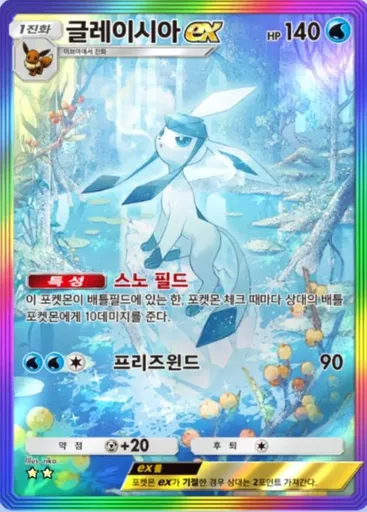 1진화
글레이시아 ex
HP 140
이브이에서 진화
특성 스노 필드
이 포켓몬이 배틀필드에 있는 한, 포켓몬 체크 때마다 상대의 배틀
포켓몬에게 10데미지를 준다.
프리즈윈드 90
약점 +20 후퇴
Illus. rika
ex 룰
포켓몬 ex가 기절한 경우 상대는 2포인트 가져간다.